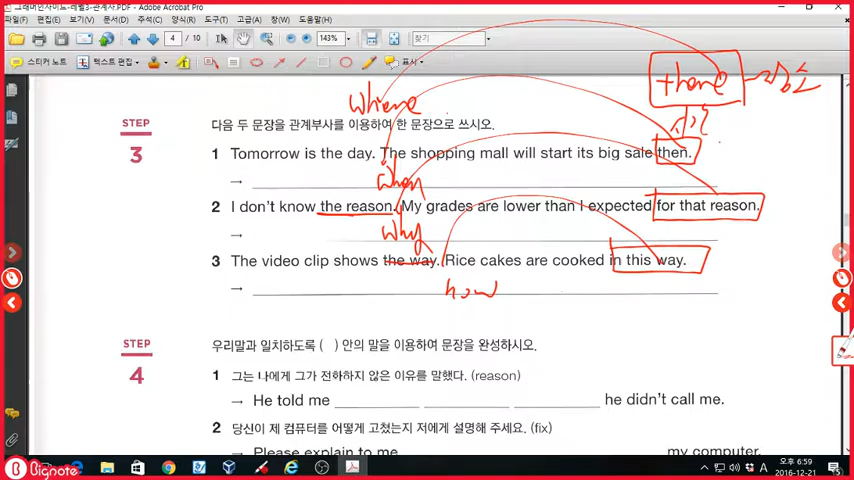 그래머인사이트-레벨3-관계사.PDF - Adobe Acrobat
파일(F) 편집(E) 보기(V) 문서(D) 주석(C) 양식(R) 도구(T) 고급(A) 창(W) 도움말(H)
4 / 10 143% 찾기
스티커 노트 텍스트 편집 표시
there
장소
where
STEP
3
다음 두 문장을 관계부사를 이용하여 한 문장으로 쓰시오.
1 Tomorrow is the day. The shopping mall will start its big sale then.
→
when
2 I don't know the reason. My grades are lower than I expected for that reason.
→
why
3 The video clip shows the way. Rice cakes are cooked in this way.
→
how
STEP
4
우리말과 일치하도록 ( ) 안의 말을 이용하여 문장을 완성하시오.
1 그는 나에게 그가 전화하지 않은 이유를 말했다. (reason)
→ He told me he didn't call me.
2 당신이 제 컴퓨터를 어떻게 고쳤는지 저에게 설명해 주세요. (fix)
→ Please explain to me my computer.
Bignote
A 오후 6:59
2016-12-21